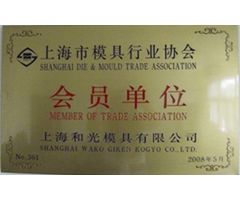 上海市模具行业协会
SHANGHAI DIE & MOULD TRADE ASSOCIATION
会员单位
MEMBER OF TRADE ASSOCIATION
上海和光模具有限公司
SHANGHAI WAKO GIKEN KOGYO CO.,LTD.
No.361 2008年5月